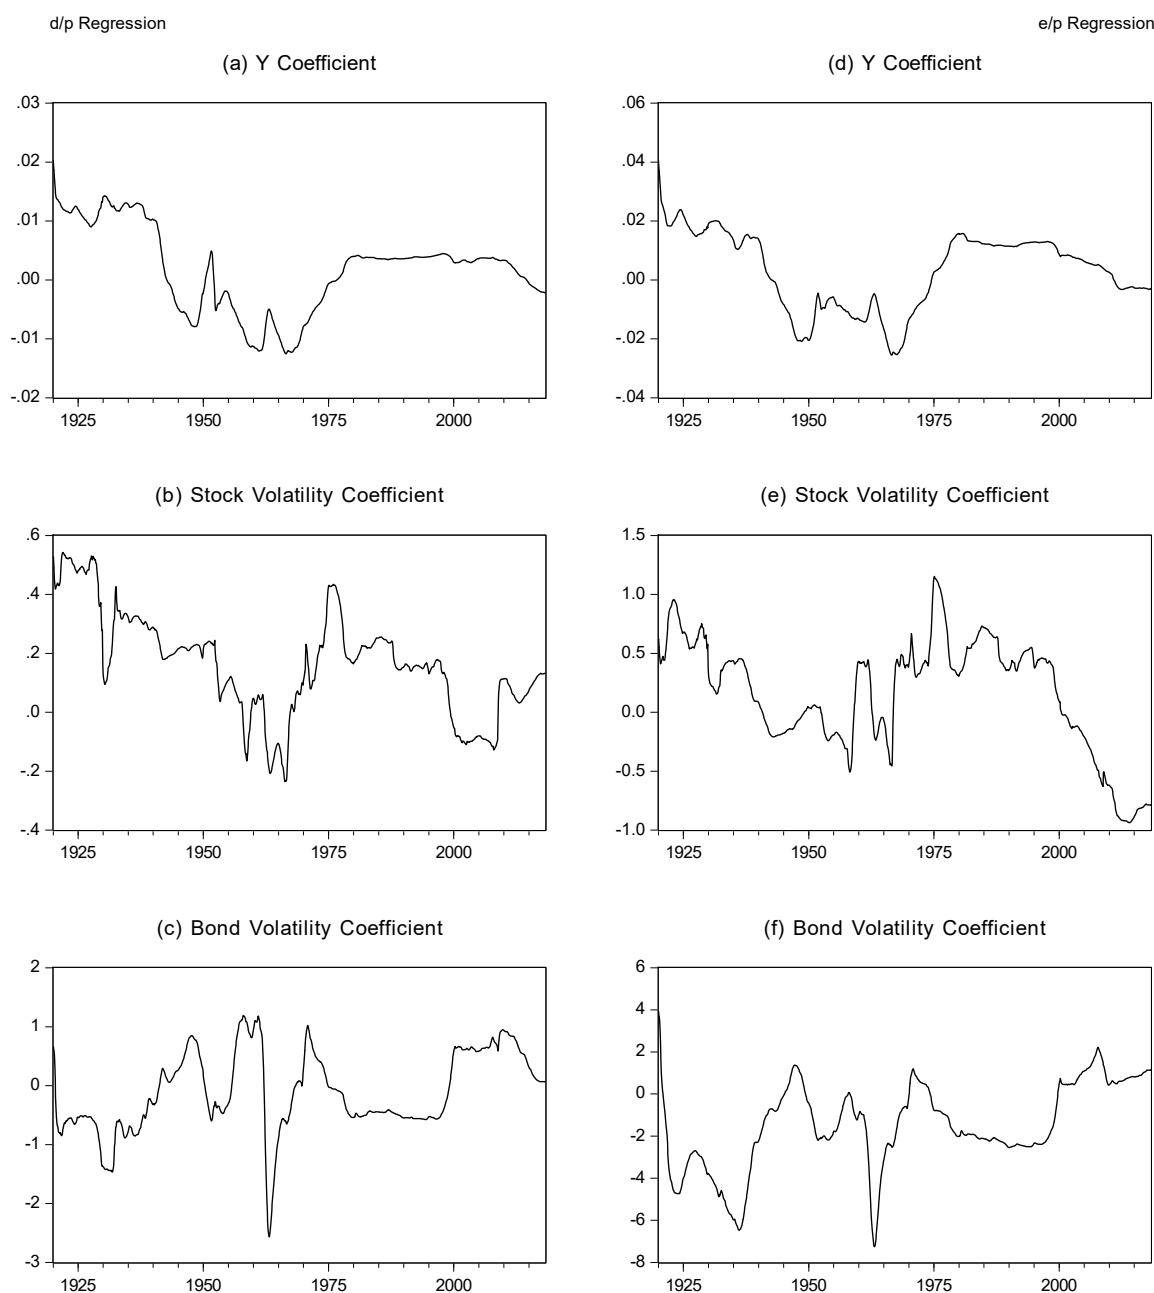 d/p Regression
e/p Regression
(a) Y Coefficient
.03
.02
.01
.00
-.01
-.02
1925 1950 1975 2000
(d) Y Coefficient
.06
.04
.02
.00
-.02
-.04
1925 1950 1975 2000
(b) Stock Volatility Coefficient
.6
.4
.2
.0
-.2
-.4
1925 1950 1975 2000
(e) Stock Volatility Coefficient
1.5
1.0
0.5
0.0
-0.5
-1.0
1925 1950 1975 2000
(c) Bond Volatility Coefficient
2
1
0
-1
-2
-3
1925 1950 1975 2000
(f) Bond Volatility Coefficient
6
4
2
0
-2
-4
-6
-8
1925 1950 1975 2000